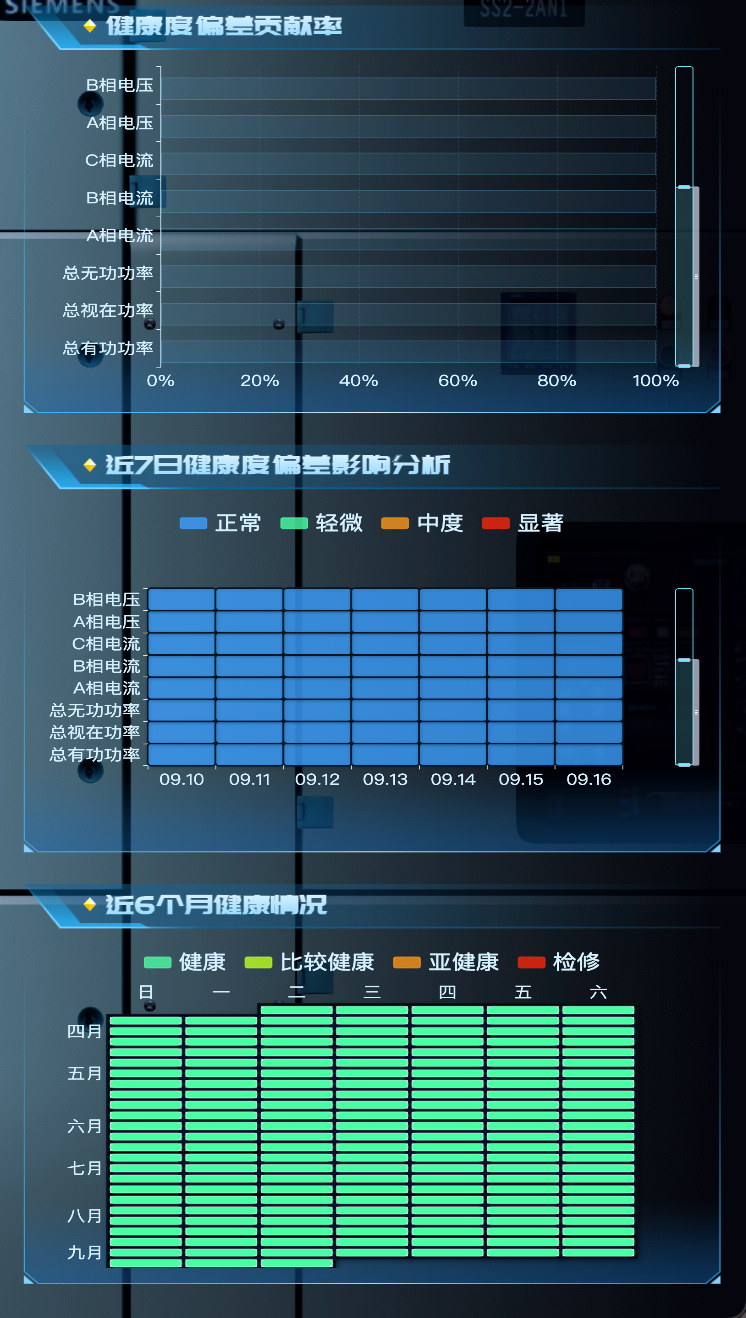 SIEMENS
SS2-2AN1
健康度偏差贡献率
B相电压
A相电压
C相电流
B相电流
A相电流
总无功功率
总视在功率
总有功功率
0% 20% 40% 60% 80% 100%
近7日健康度偏差影响分析
正常 轻微 中度 显著
B相电压
A相电压
C相电流
B相电流
A相电流
总无功功率
总视在功率
总有功功率
09.10 09.11 09.12 09.13 09.14 09.15 09.16
近6个月健康情况
健康 比较健康 亚健康 检修
日 一 二 三 四 五 六
四月
五月
六月
七月
八月
九月